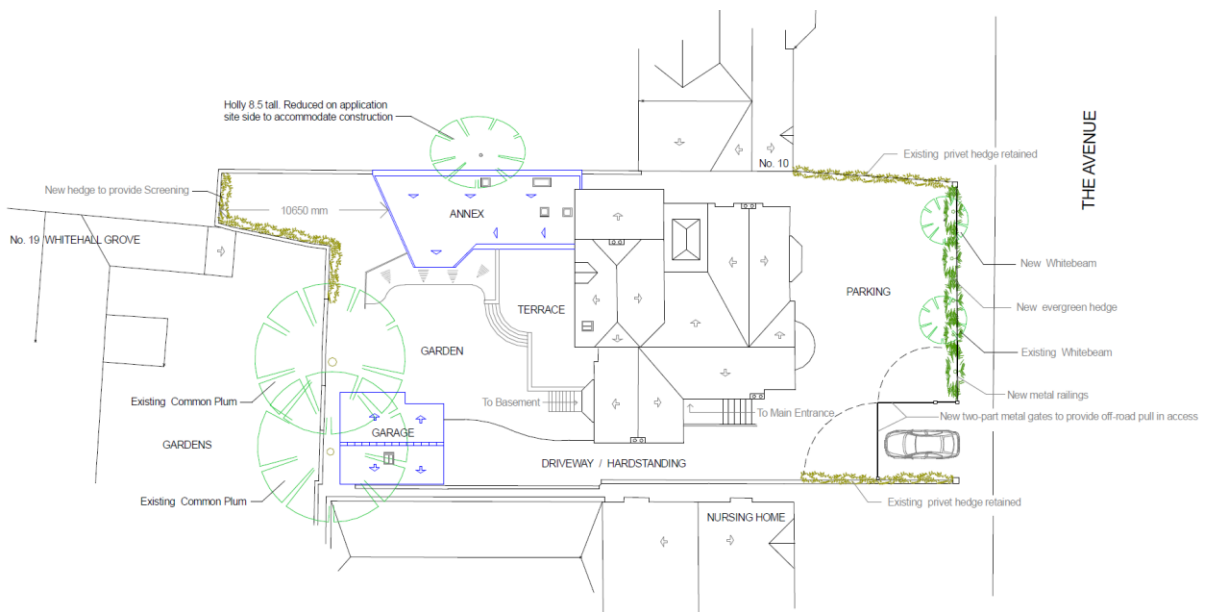 Holly 8.5 tall. Reduced on application
site side to accommodate construction
THE AVENUE
No. 10
Existing privet hedge retained
New hedge to provide Screening
10650 mm
ANNEX
No. 19 WHITEHALL GROVE
New Whitebeam
PARKING
TERRACE
New evergreen hedge
GARDEN
Existing Whitebeam
New metal railings
Existing Common Plum
To Basement
To Main Entrance
New two-part metal gates to provide off-road pull in access
GARAGE
GARDENS
DRIVEWAY / HARDSTANDING
Existing Common Plum
Existing privet hedge retained
NURSING HOME